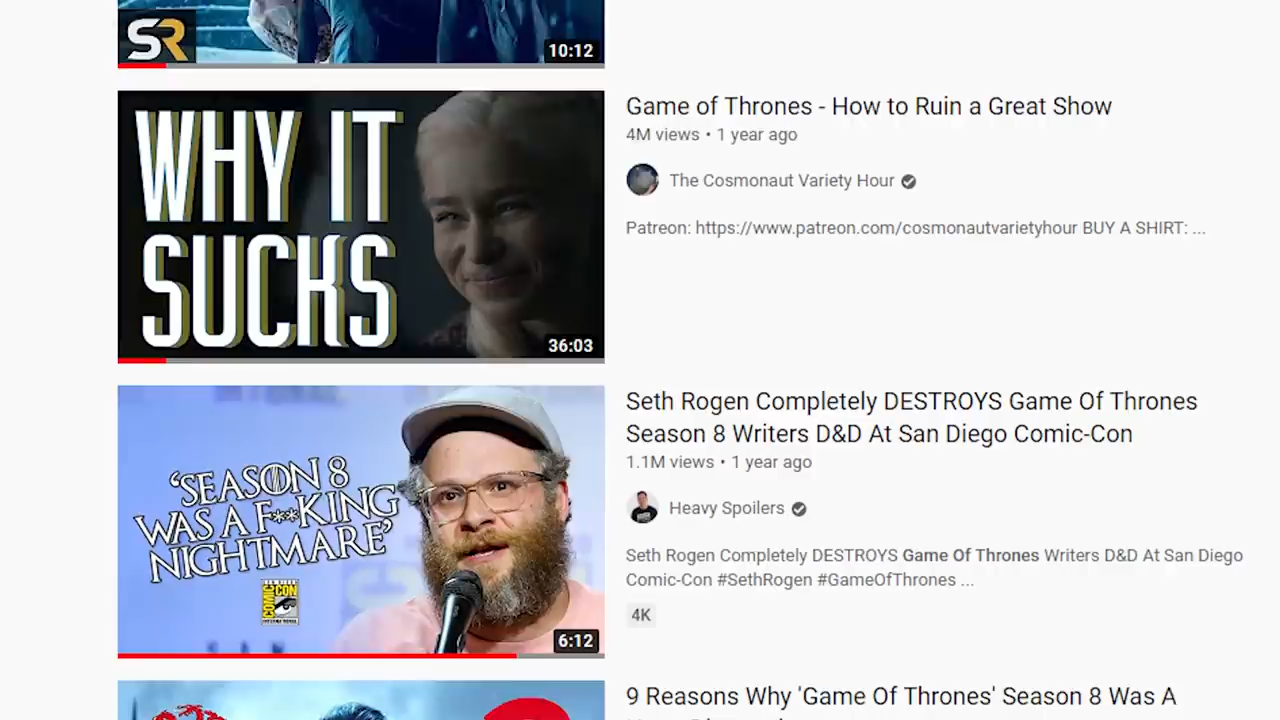 SR
10:12
WHY IT
SUCKS
36:03
Game of Thrones - How to Ruin a Great Show
4M views • 1 year ago
The Cosmonaut Variety Hour
Patreon: https://www.patreon.com/cosmonautvarietyhour BUY A SHIRT: ...
‘SEASON 8
WAS A F**KING
NIGHTMARE’
COMIC CON
6:12
Seth Rogen Completely DESTROYS Game Of Thrones
Season 8 Writers D&D At San Diego Comic-Con
1.1M views • 1 year ago
Heavy Spoilers
Seth Rogen Completely DESTROYS Game Of Thrones Writers D&D At San Diego
Comic-Con #SethRogen #GameOfThrones ...
4K
9 Reasons Why 'Game Of Thrones' Season 8 Was A